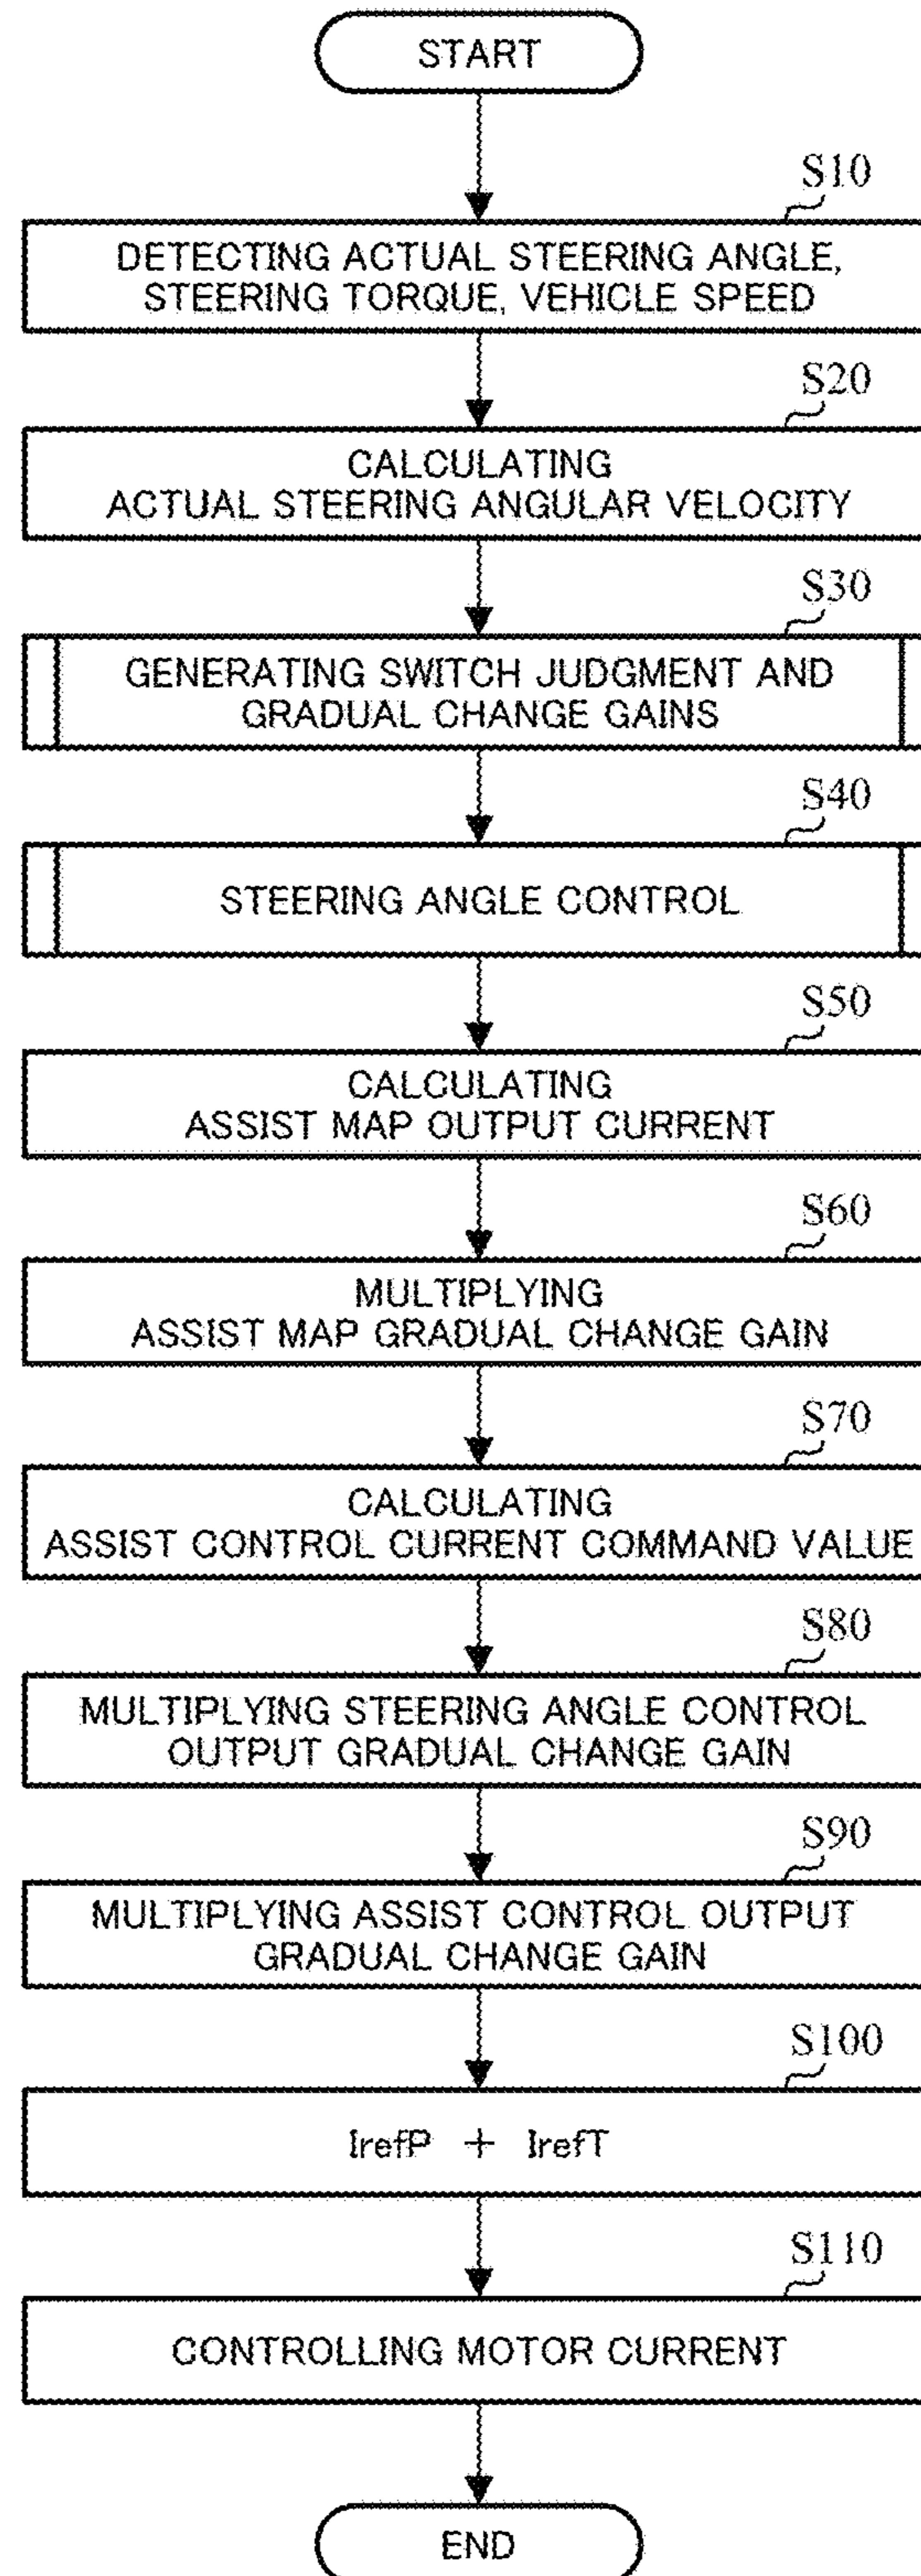 START
S10
DETECTING ACTUAL STEERING ANGLE,
STEERING TORQUE, VEHICLE SPEED
S20
CALCULATING
ACTUAL STEERING ANGULAR VELOCITY
S30
GENERATING SWITCH JUDGMENT AND
GRADUAL CHANGE GAINS
S40
STEERING ANGLE CONTROL
S50
CALCULATING
ASSIST MAP OUTPUT CURRENT
S60
MULTIPLYING
ASSIST MAP GRADUAL CHANGE GAIN
S70
CALCULATING
ASSIST CONTROL CURRENT COMMAND VALUE
S80
MULTIPLYING STEERING ANGLE CONTROL
OUTPUT GRADUAL CHANGE GAIN
S90
MULTIPLYING ASSIST CONTROL OUTPUT
GRADUAL CHANGE GAIN
S100
IrefP + IrefT
S110
CONTROLLING MOTOR CURRENT
END